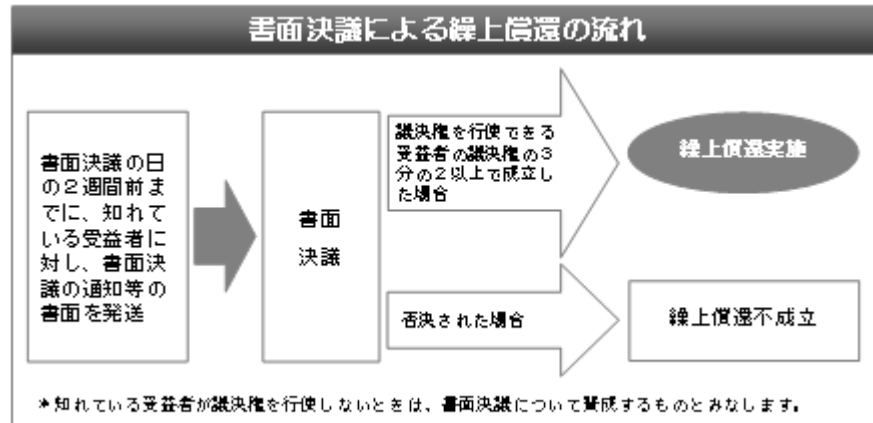 書面決議による繰上償還の流れ
書面決議の日
の2週間前ま
でに、知れて
いる受益者に
対し、書面決
議の通知等の
書面を発送
書面
決議
議決権を行使できる
受益者の議決権の3
分の2以上で成立し
た場合
繰上償還実施
否決された場合
繰上償還不成立
*知れている受益者が議決権を行使しないときは、書面決議について賛成するものとみなします。